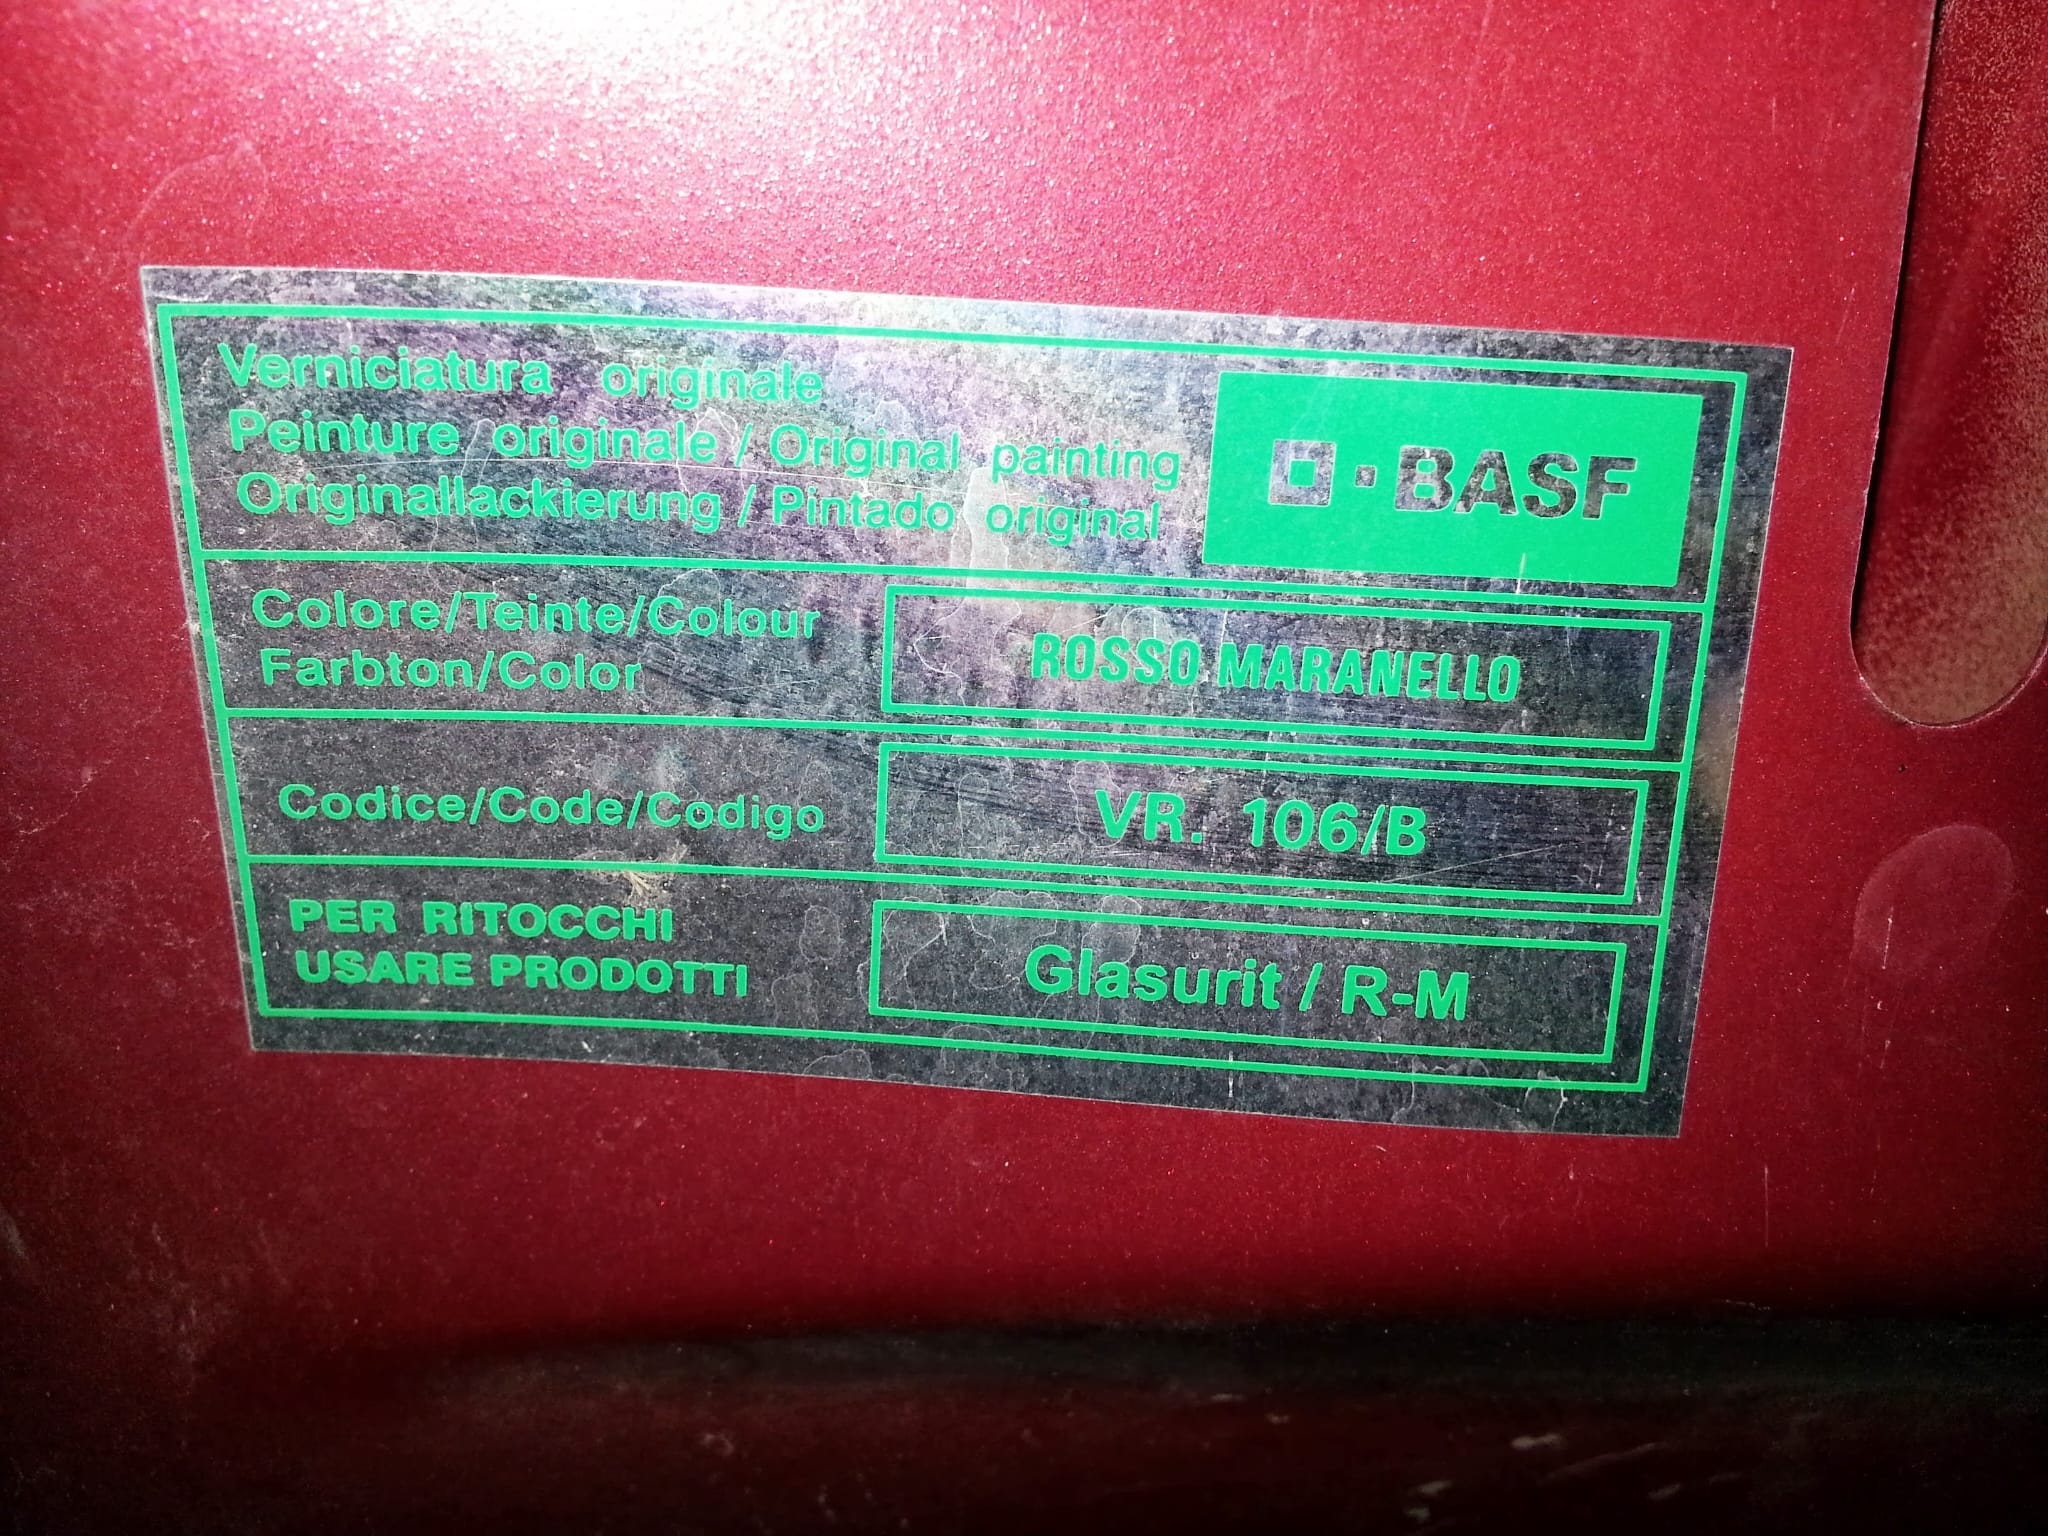 Verniciatura originale
Peinture originale / Original painting
Originallackierung / Pintado original
BASF
Colore/Teinte/Colour
Farbton/Color
ROSSO MARANELLO
Codice/Code/Codigo
VR. 106/B
PER RITOCCHI
USARE PRODOTTI
Glasurit / R-M